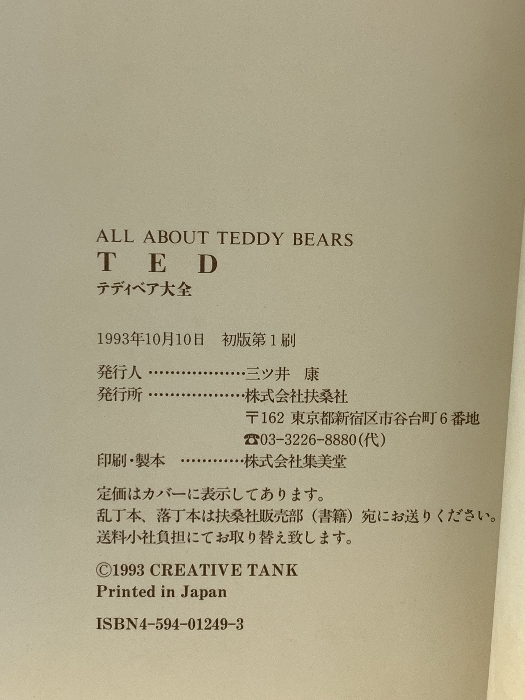 ALL ABOUT TEDDY BEARS
TED
テディベア大全
1993年10月10日　初版第1刷
発行人 ………………三ツ井　康
発行所 ………………株式会社扶桑社
〒162 東京都新宿区市谷台町6番地
☎03-3226-8880(代)
印刷・製本 …………株式会社集美堂
定価はカバーに表示してあります。
乱丁本、落丁本は扶桑社販売部（書籍）宛にお送りください。
送料小社負担にてお取り替え致します。
©1993 CREATIVE TANK
Printed in Japan
ISBN4-594-01249-3